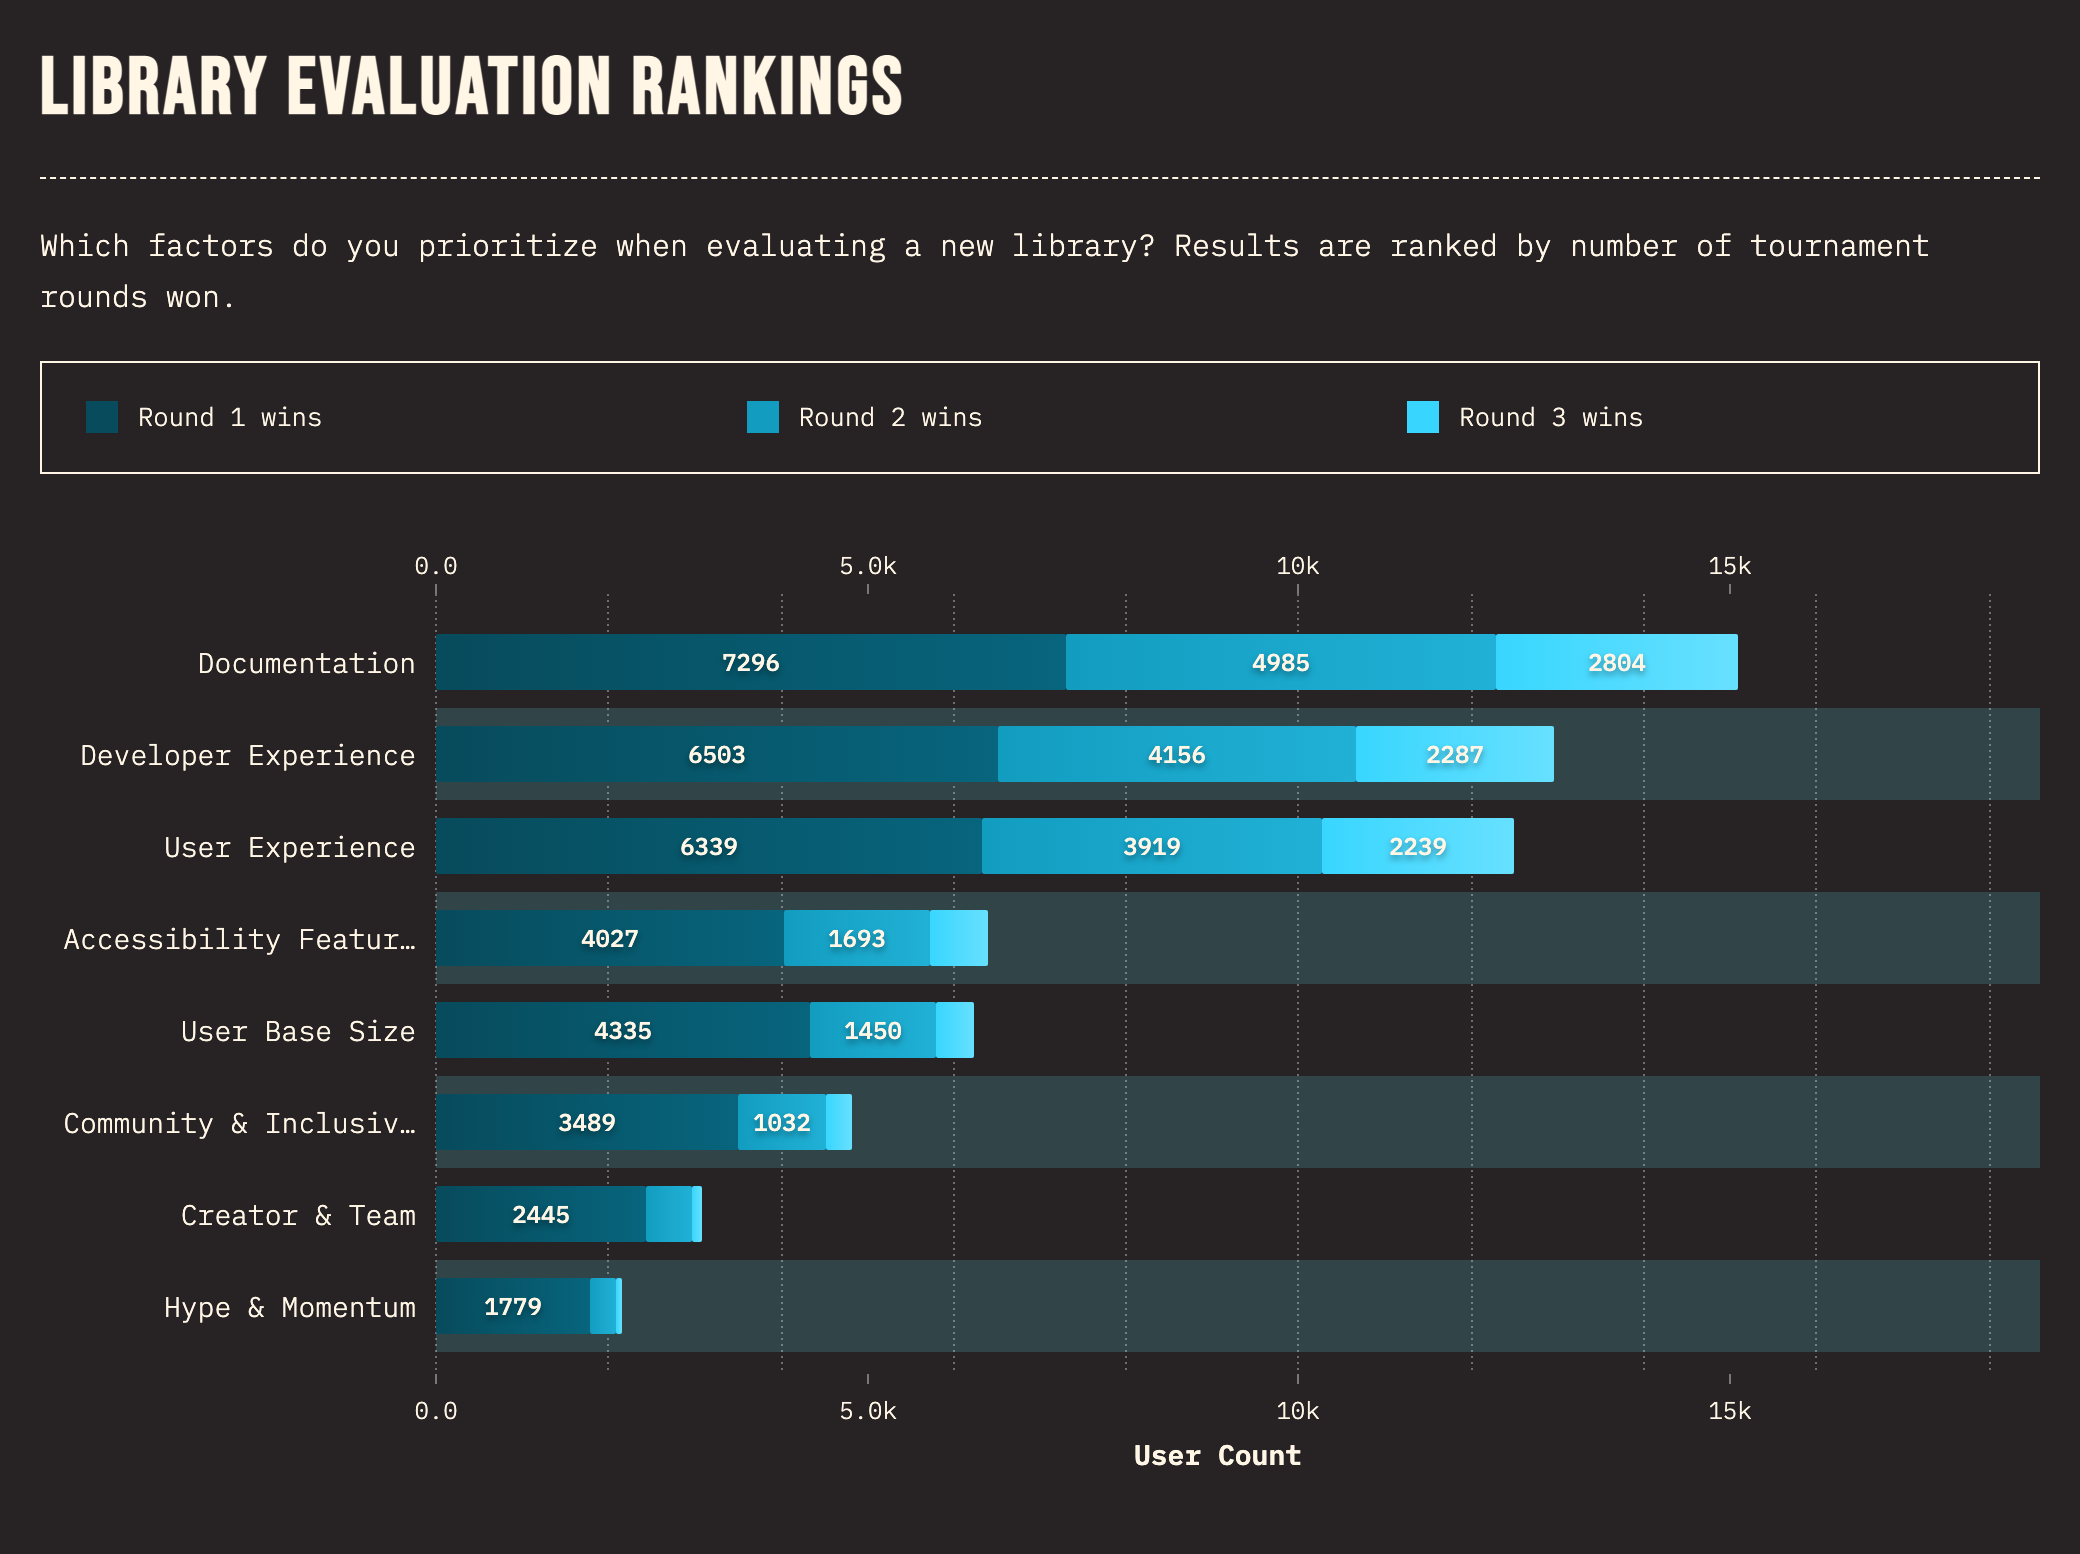 LIBRARY EVALUATION RANKINGS
Which factors do you prioritize when evaluating a new library? Results are ranked by number of tournament
rounds won.
Round 1 wins
Round 2 wins
Round 3 wins
0.0 5.0k 10k 15k
Documentation 7296 4985 2804
Developer Experience 6503 4156 2287
User Experience 6339 3919 2239
Accessibility Featur… 4027 1693
User Base Size 4335 1450
Community & Inclusiv… 3489 1032
Creator & Team 2445
Hype & Momentum 1779
0.0 5.0k 10k 15k
User Count